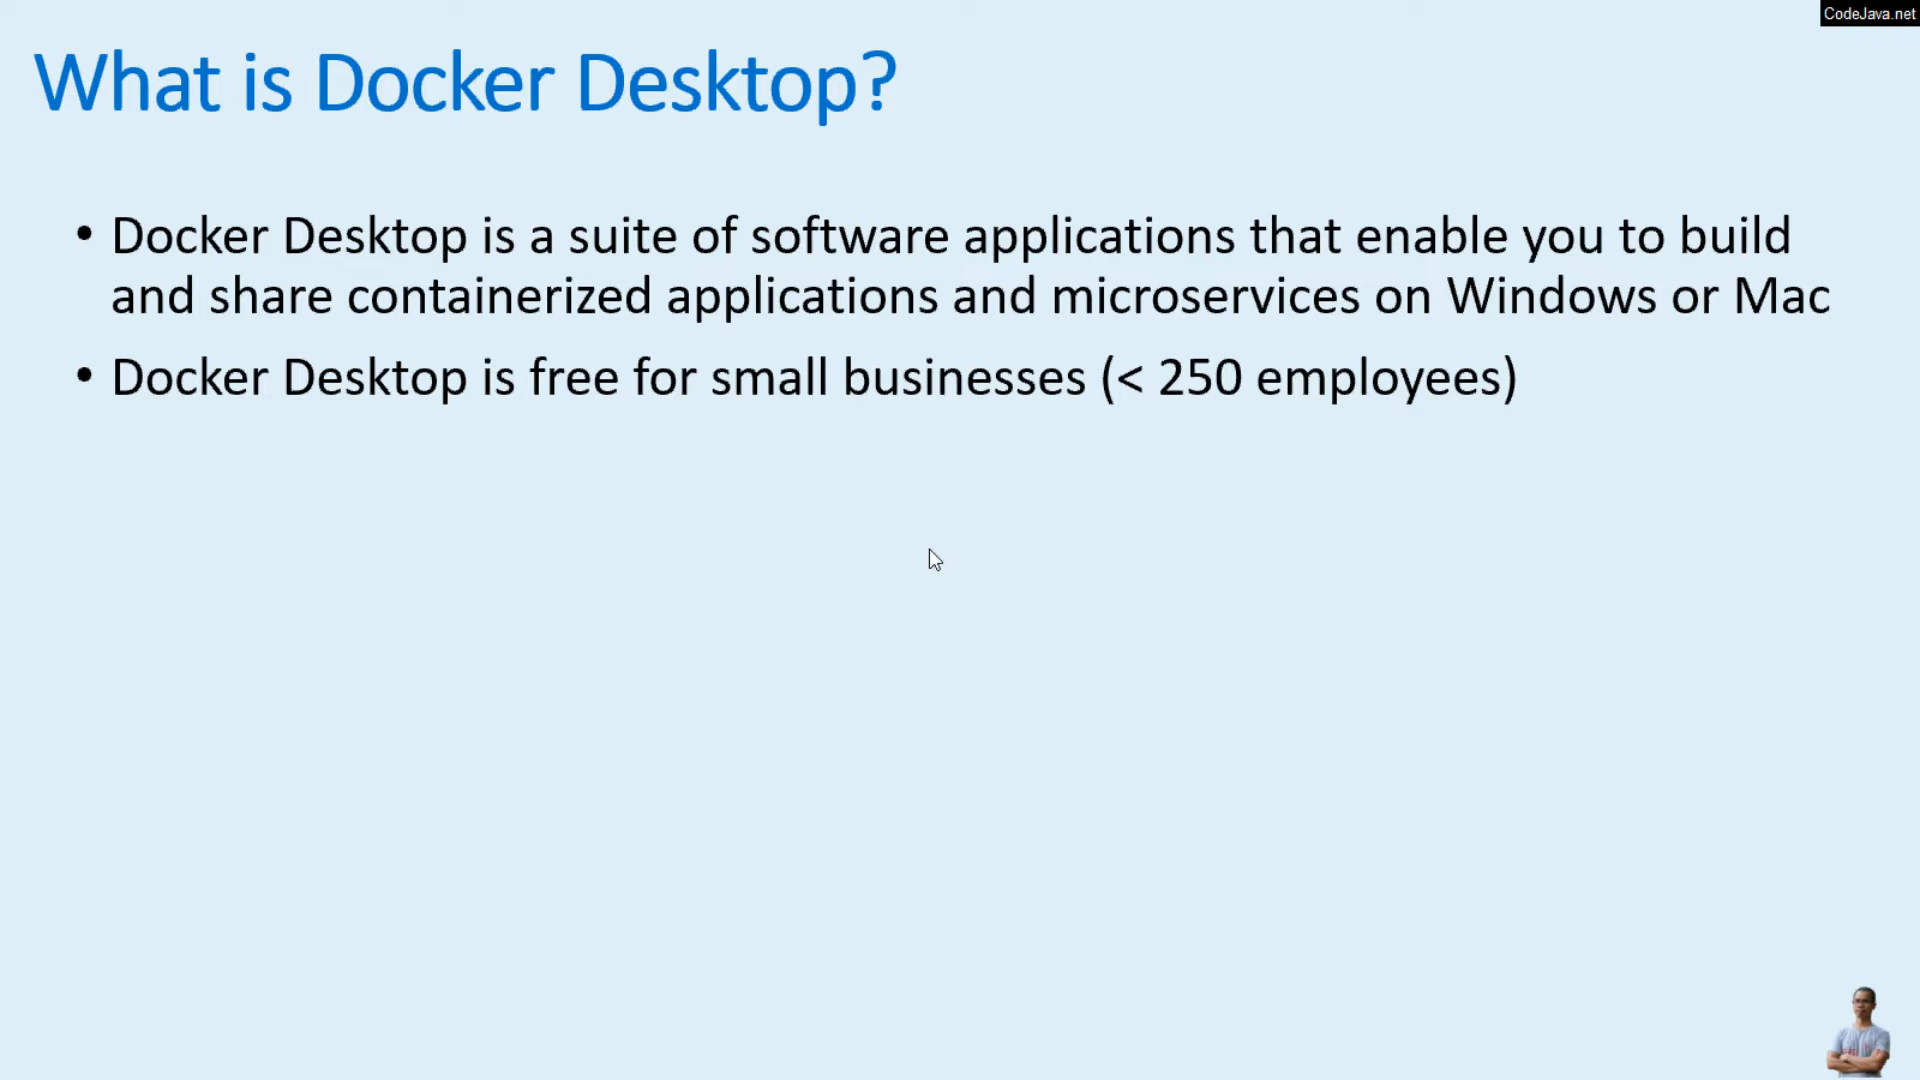 CodeJava.net
What is Docker Desktop?
• Docker Desktop is a suite of software applications that enable you to build
and share containerized applications and microservices on Windows or Mac
• Docker Desktop is free for small businesses (< 250 employees)